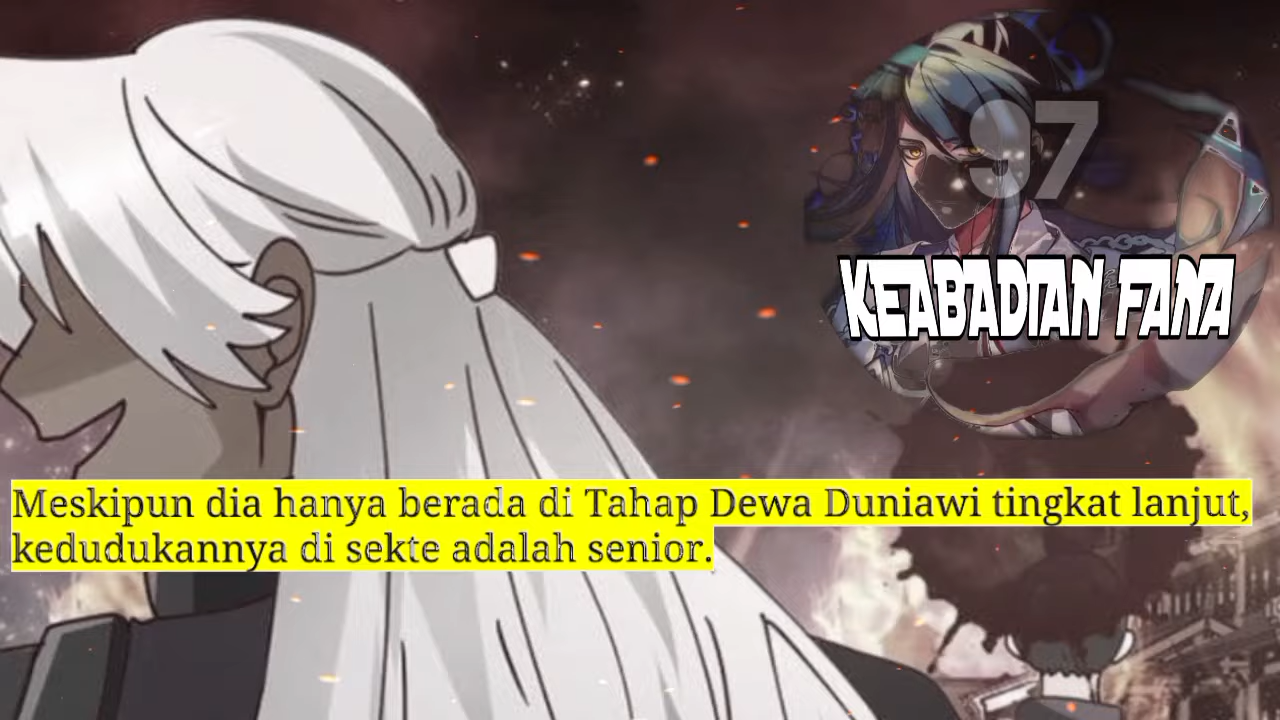 97
KEABADIAN FANA
Meskipun dia hanya berada di Tahap Dewa Duniawi tingkat lanjut,
kedudukannya di sekte adalah senior.